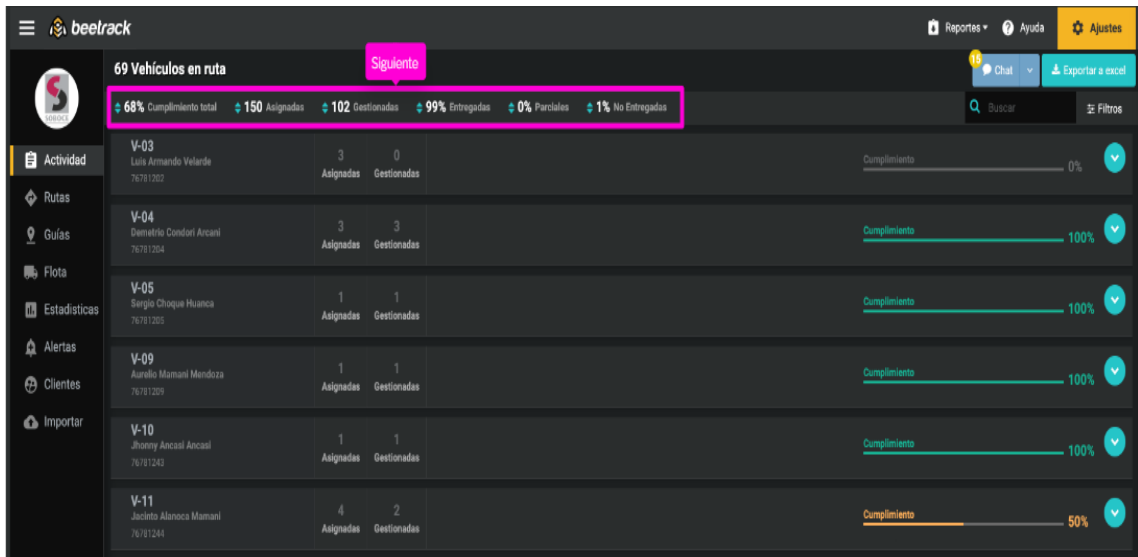 beetrack
Reportes
Ayuda
Ajustes
SOBOCE
69 Vehículos en ruta
Siguiente
15
Chat
Exportar a excel
68% Cumplimiento total 150 Asignadas 102 Gestionadas 99% Entregadas 0% Parciales 1% No Entregadas
Buscar
Filtros
Actividad
Rutas
Guías
Flota
Estadisticas
Alertas
Clientes
Importar
V-03
Luis Armando Velarde
76781202
3 0
Asignadas Gestionadas
Cumplimiento
0%
V-04
Demetrio Condori Arcani
76781204
3 3
Asignadas Gestionadas
Cumplimiento
100%
V-05
Sergio Choque Huanca
76781205
1 1
Asignadas Gestionadas
Cumplimiento
100%
V-09
Aurelio Mamani Mendoza
76781209
1 1
Asignadas Gestionadas
Cumplimiento
100%
V-10
Jhonny Ancasi Ancasi
76781243
1 1
Asignadas Gestionadas
Cumplimiento
100%
V-11
Jacinto Alanoca Mamani
76781244
4 2
Asignadas Gestionadas
Cumplimiento
50%